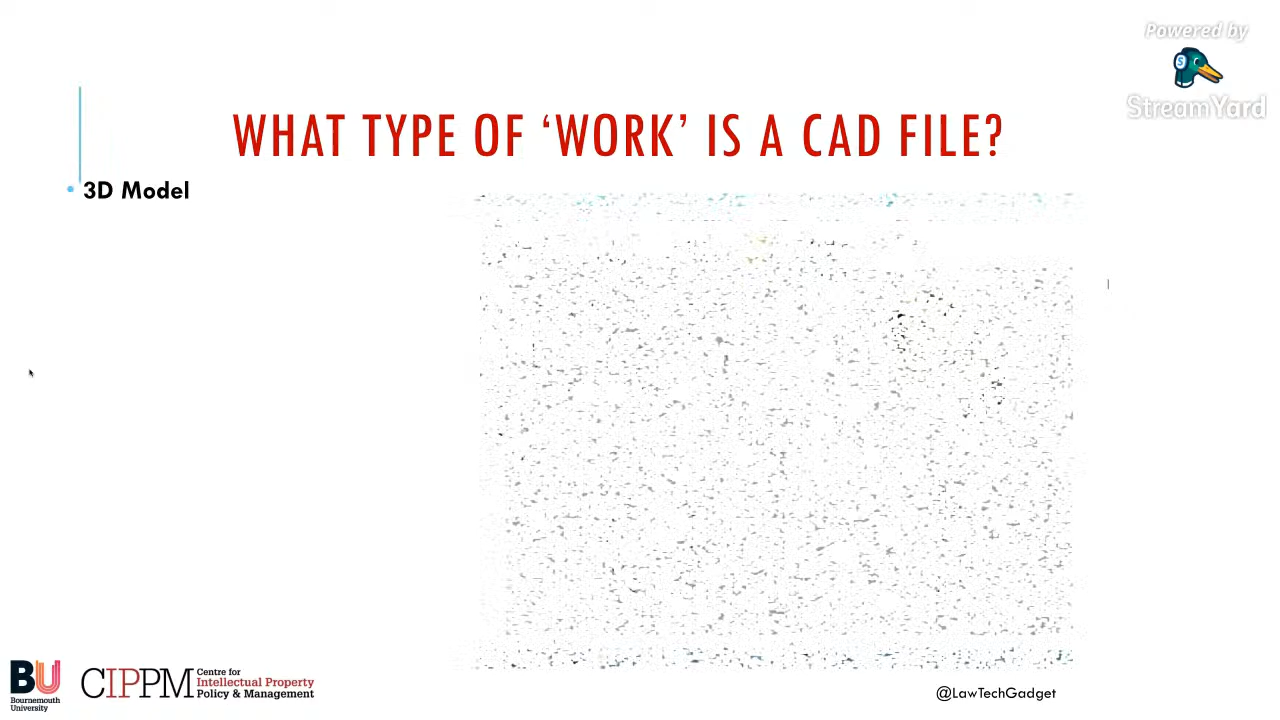 Powered by
StreamYard
WHAT TYPE OF ‘WORK’ IS A CAD FILE?
• 3D Model
BU
Bournemouth
University
CIPPM
Centre for
Intellectual Property
Policy & Management
@LawTechGadget